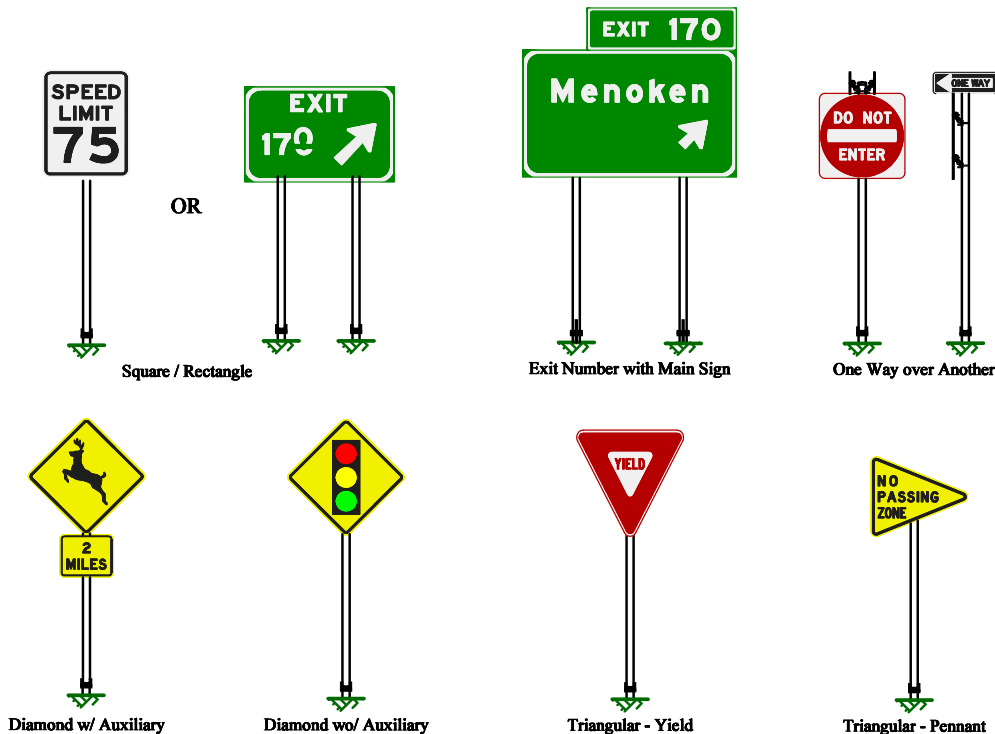 SPEED
LIMIT
75
OR
EXIT
170
Square / Rectangle
EXIT 170
Menoken
Exit Number with Main Sign
DO NOT
ENTER
ONE WAY
One Way over Another
2
MILES
Diamond w/ Auxiliary
Diamond wo/ Auxiliary
YIELD
Triangular - Yield
NO
PASSING
ZONE
Triangular - Pennant